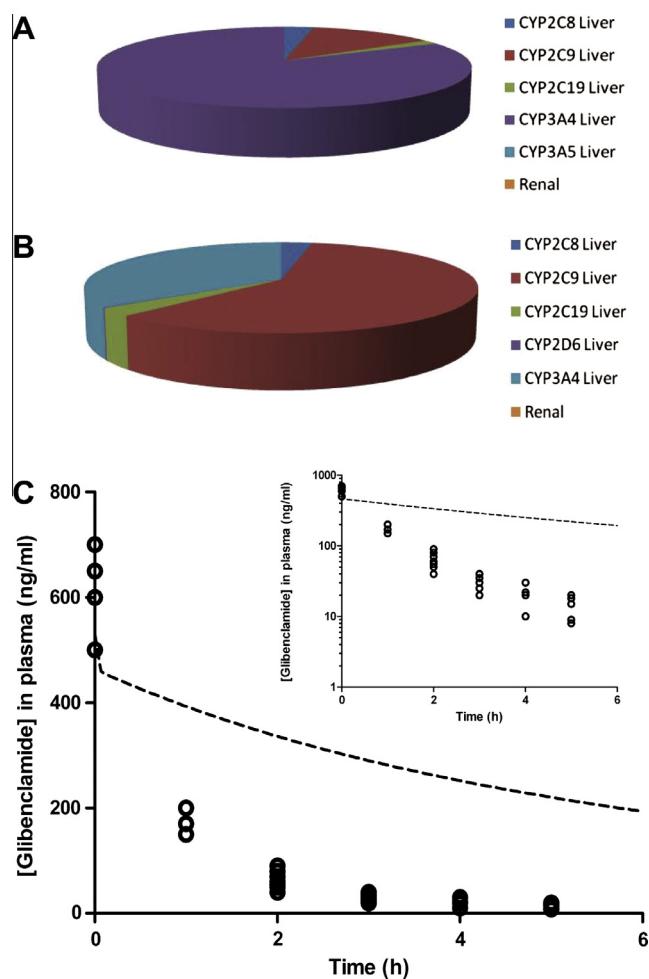 A
CYP2C8 Liver
CYP2C9 Liver
CYP2C19 Liver
CYP3A4 Liver
CYP3A5 Liver
Renal
B
CYP2C8 Liver
CYP2C9 Liver
CYP2C19 Liver
CYP2D6 Liver
CYP3A4 Liver
Renal
C
[Glibenclamide] in plasma (ng/ml)
800
600
400
200
0
0 2 4 6
Time (h)
[Glibenclamide] in plasma (ng/ml)
1000
100
10
1
0 2 4 6
Time (h)